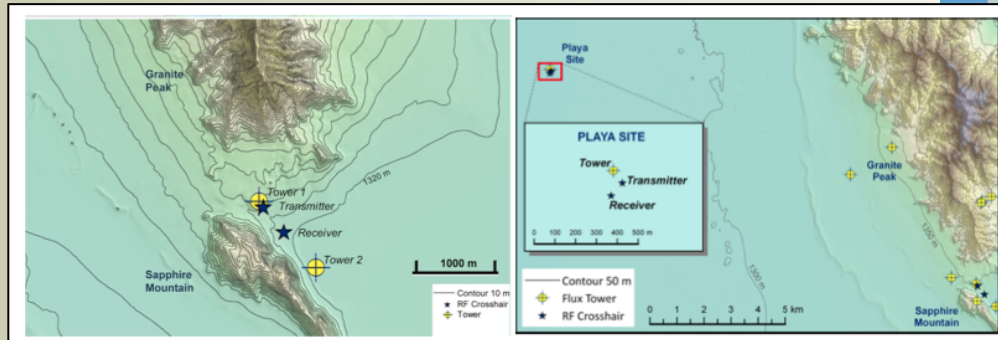 Granite
Peak
1320 m
Tower 1
Transmitter
Receiver
Tower 2
Sapphire
Mountain
1000 m
Contour 10 m
RF Crosshair
Tower
Playa
Site
PLAYA SITE
Tower
Transmitter
Receiver
0 100 200 300 400 500 m
Granite
Peak
1350 m
1300 m
Contour 50 m
Flux Tower
RF Crosshair
0 1 2 3 4 5 km
Sapphire
Mountain